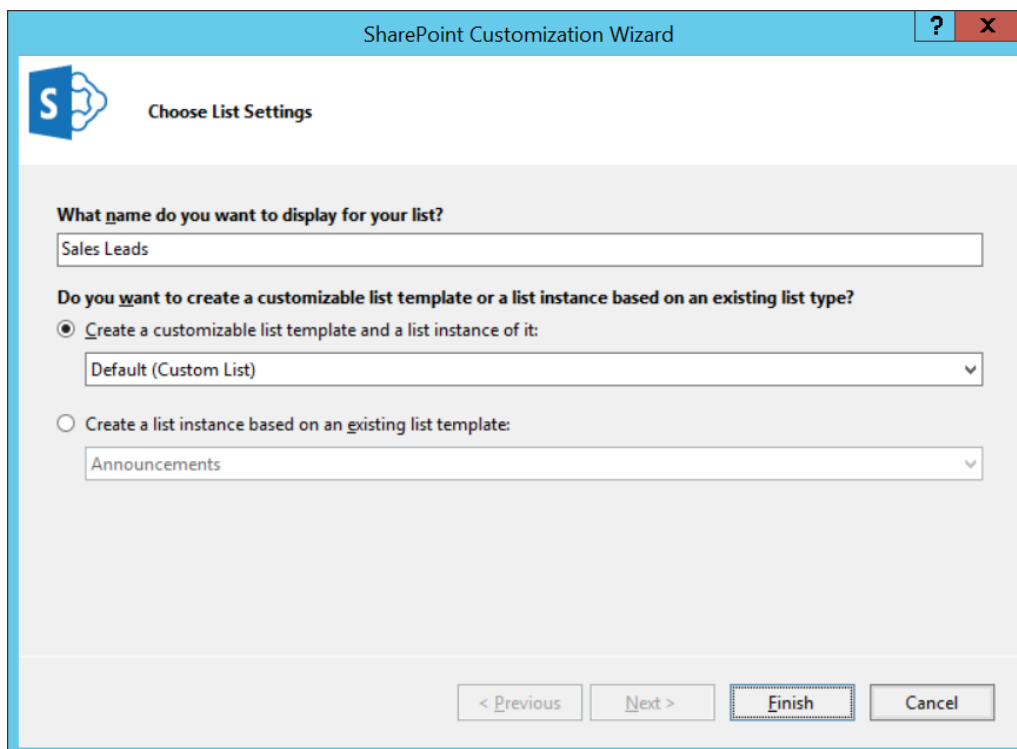 SharePoint Customization Wizard
? X
S
Choose List Settings
What name do you want to display for your list?
Sales Leads
Do you want to create a customizable list template or a list instance based on an existing list type?
Create a customizable list template and a list instance of it:
Default (Custom List)
Create a list instance based on an existing list template:
Announcements
< Previous Next > Finish Cancel